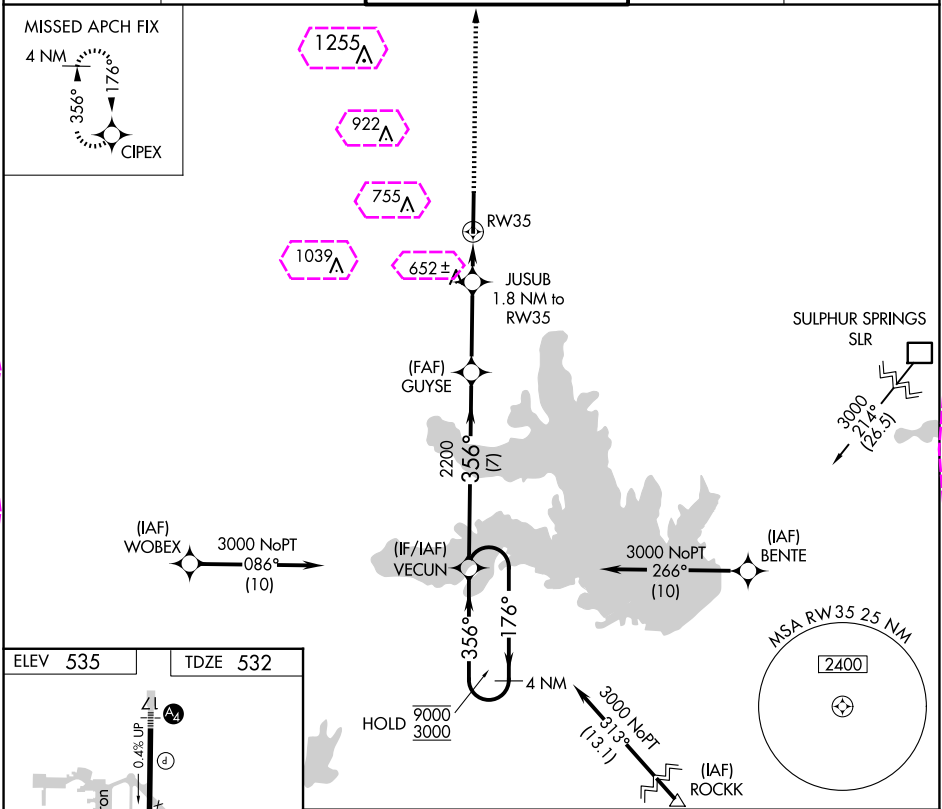 MISSED APCH FIX
4 NM
356°
176°
CIPEX
1255
922
755
1039
652 ±
RW35
JUSUB
1.8 NM to
RW35
(FAF)
GUYSE
SULPHUR SPRINGS
SLR
3000
214°
(26.5)
2200
356°
(7)
(IAF)
WOBEX
3000 NoPT
086°
(10)
(IF/IAF)
VECUN
3000 NoPT
266°
(10)
(IAF)
BENTE
356°
176°
4 NM
HOLD
9000
3000
3000 NoPT
313°
(13.1)
(IAF)
ROCKK
MSA RW35 25 NM
2400
ELEV 535
TDZE 532
17
A4
0.4% UP
P